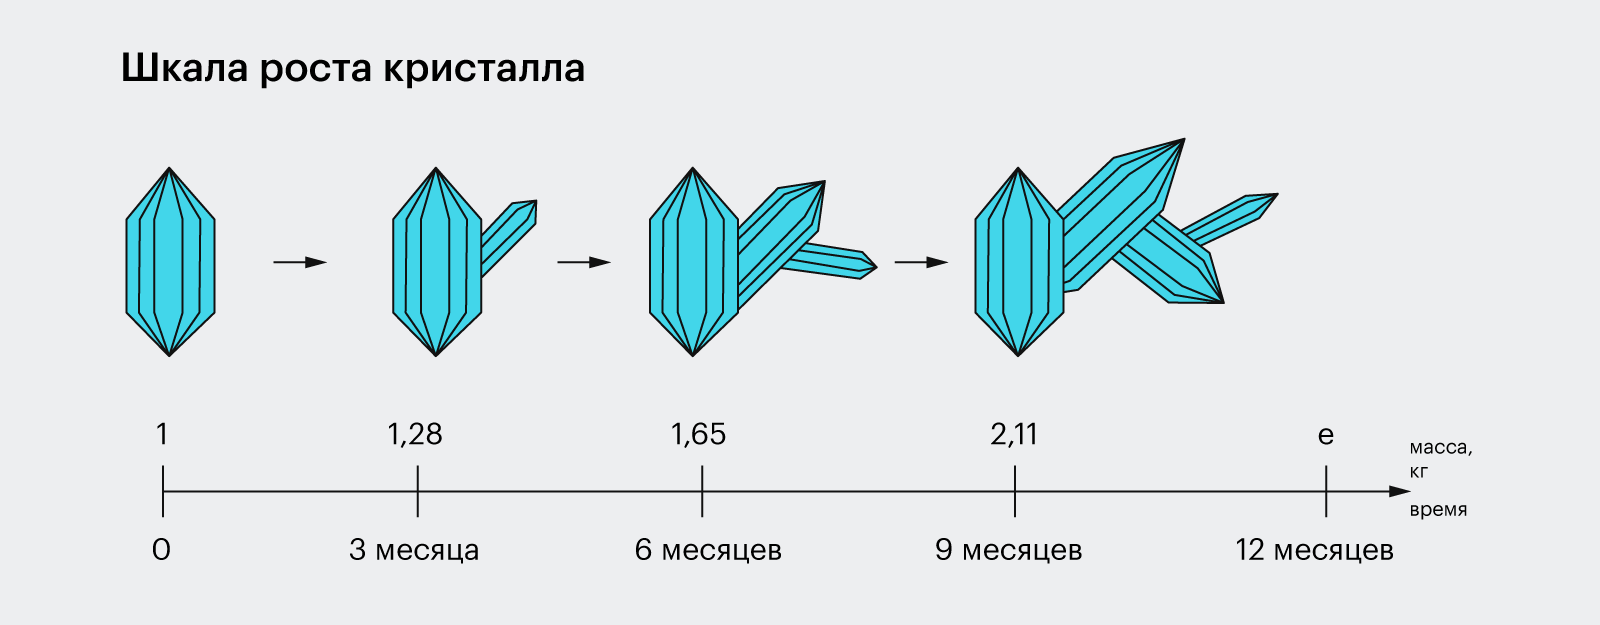 Шкала роста кристалла
1 1,28 1,65 2,11 e
масса,
кг
время
0 3 месяца 6 месяцев 9 месяцев 12 месяцев